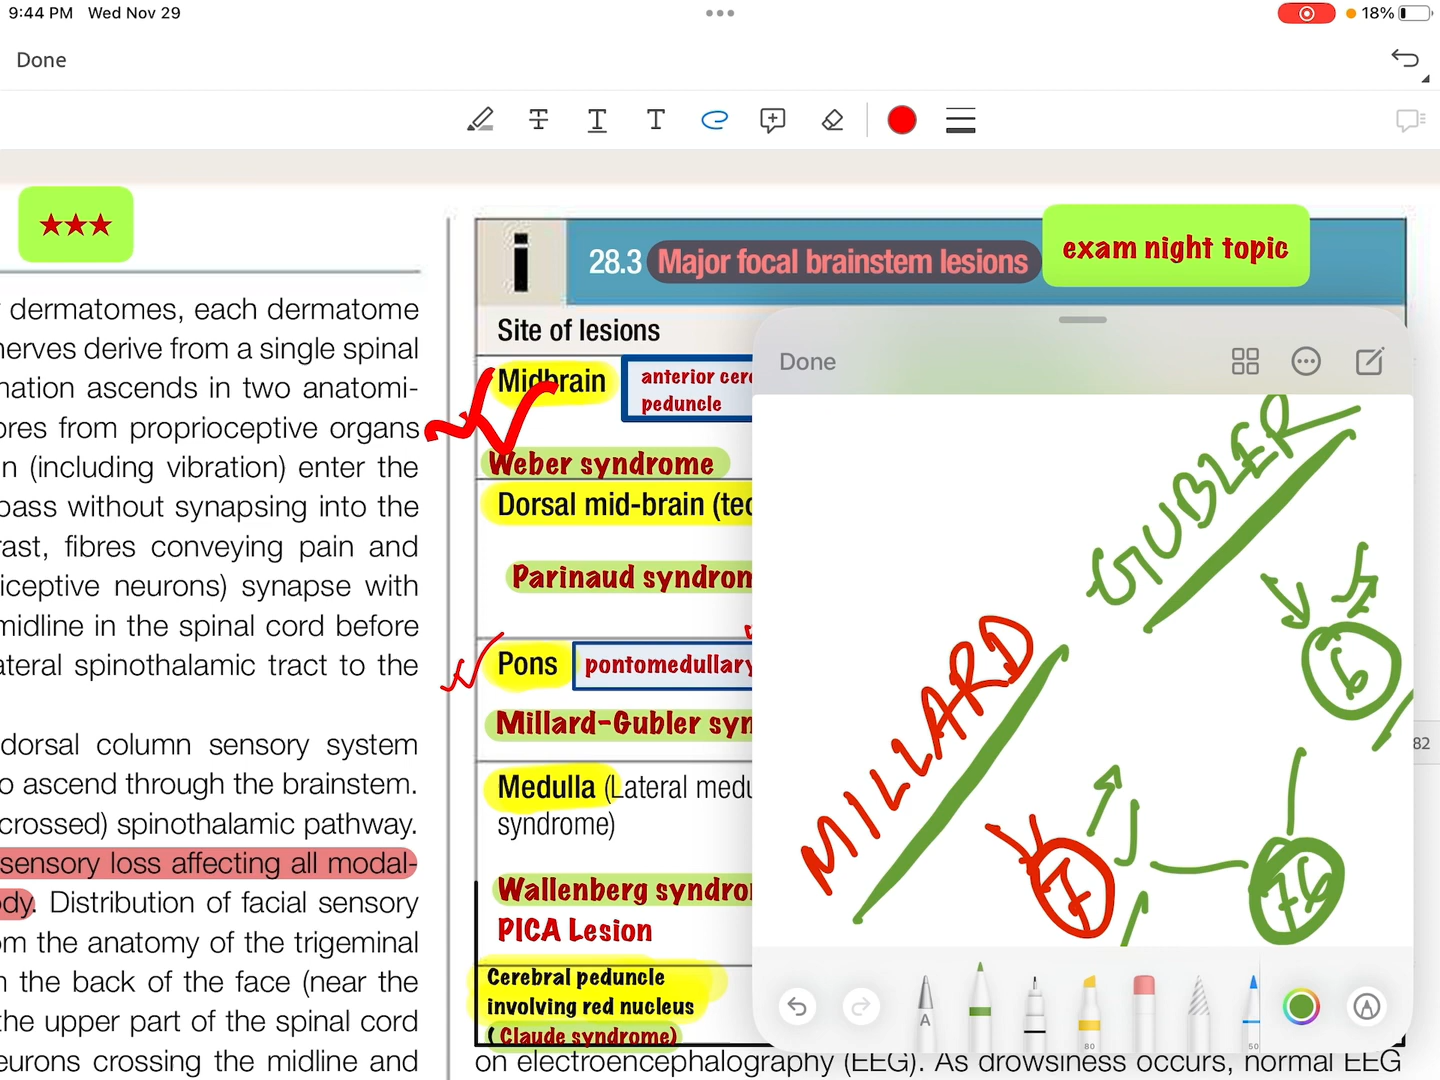 9:44 PM Wed Nov 29
18%
Done
★★★
dermatomes, each dermatome
nerves derive from a single spinal
nation ascends in two anatomi-
ores from proprioceptive organs
n (including vibration) enter the
pass without synapsing into the
rast, fibres conveying pain and
iceptive neurons) synapse with
midline in the spinal cord before
ateral spinothalamic tract to the
dorsal column sensory system
o ascend through the brainstem.
crossed) spinothalamic pathway.
sensory loss affecting all modal-
ody. Distribution of facial sensory
om the anatomy of the trigeminal
n the back of the face (near the
the upper part of the spinal cord
eurons crossing the midline and
i
28.3 Major focal brainstem lesions
exam night topic
Site of lesions
Midbrain
anterior cere
peduncle
Weber syndrome
Dorsal mid-brain (tec
Parinaud syndrom
Pons
pontomedullary
Millard-Gubler syn
Medulla (Lateral medu
syndrome)
Wallenberg syndro
PICA Lesion
Cerebral peduncle
involving red nucleus
( Claude syndrome)
on electroencephalography (EEG). As drowsiness occurs, normal EEG
Done
GUBLER
MILLARD
6
7
76
82
A
80
50